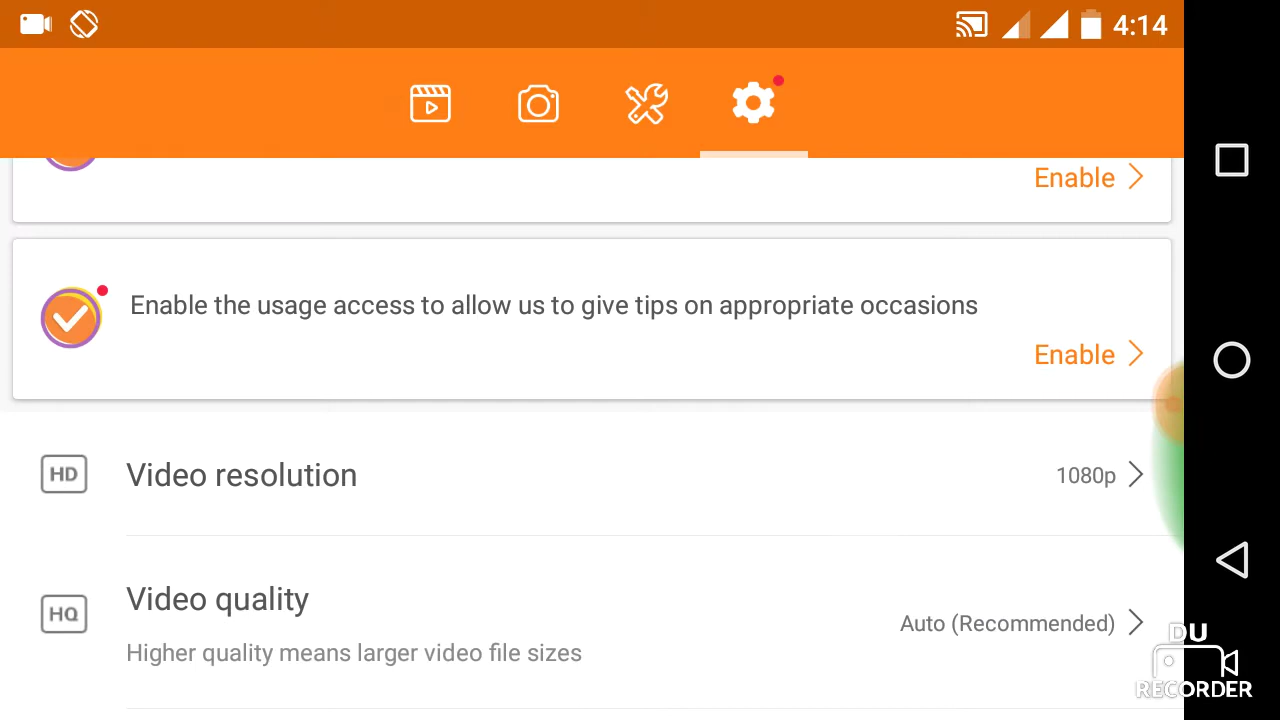 4:14
Enable
Enable the usage access to allow us to give tips on appropriate occasions
Enable
HD
Video resolution
1080p
HQ
Video quality
Auto (Recommended)
Higher quality means larger video file sizes
DU
RECORDER